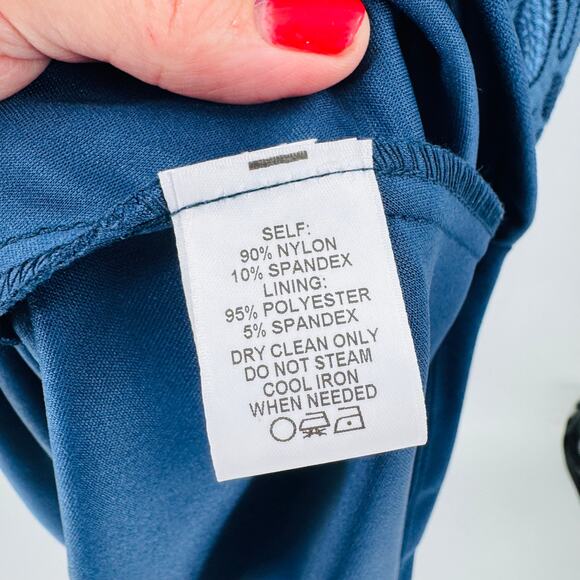 SELF:
90% NYLON
10% SPANDEX
LINING:
95% POLYESTER
5% SPANDEX
DRY CLEAN ONLY
DO NOT STEAM
COOL IRON
WHEN NEEDED